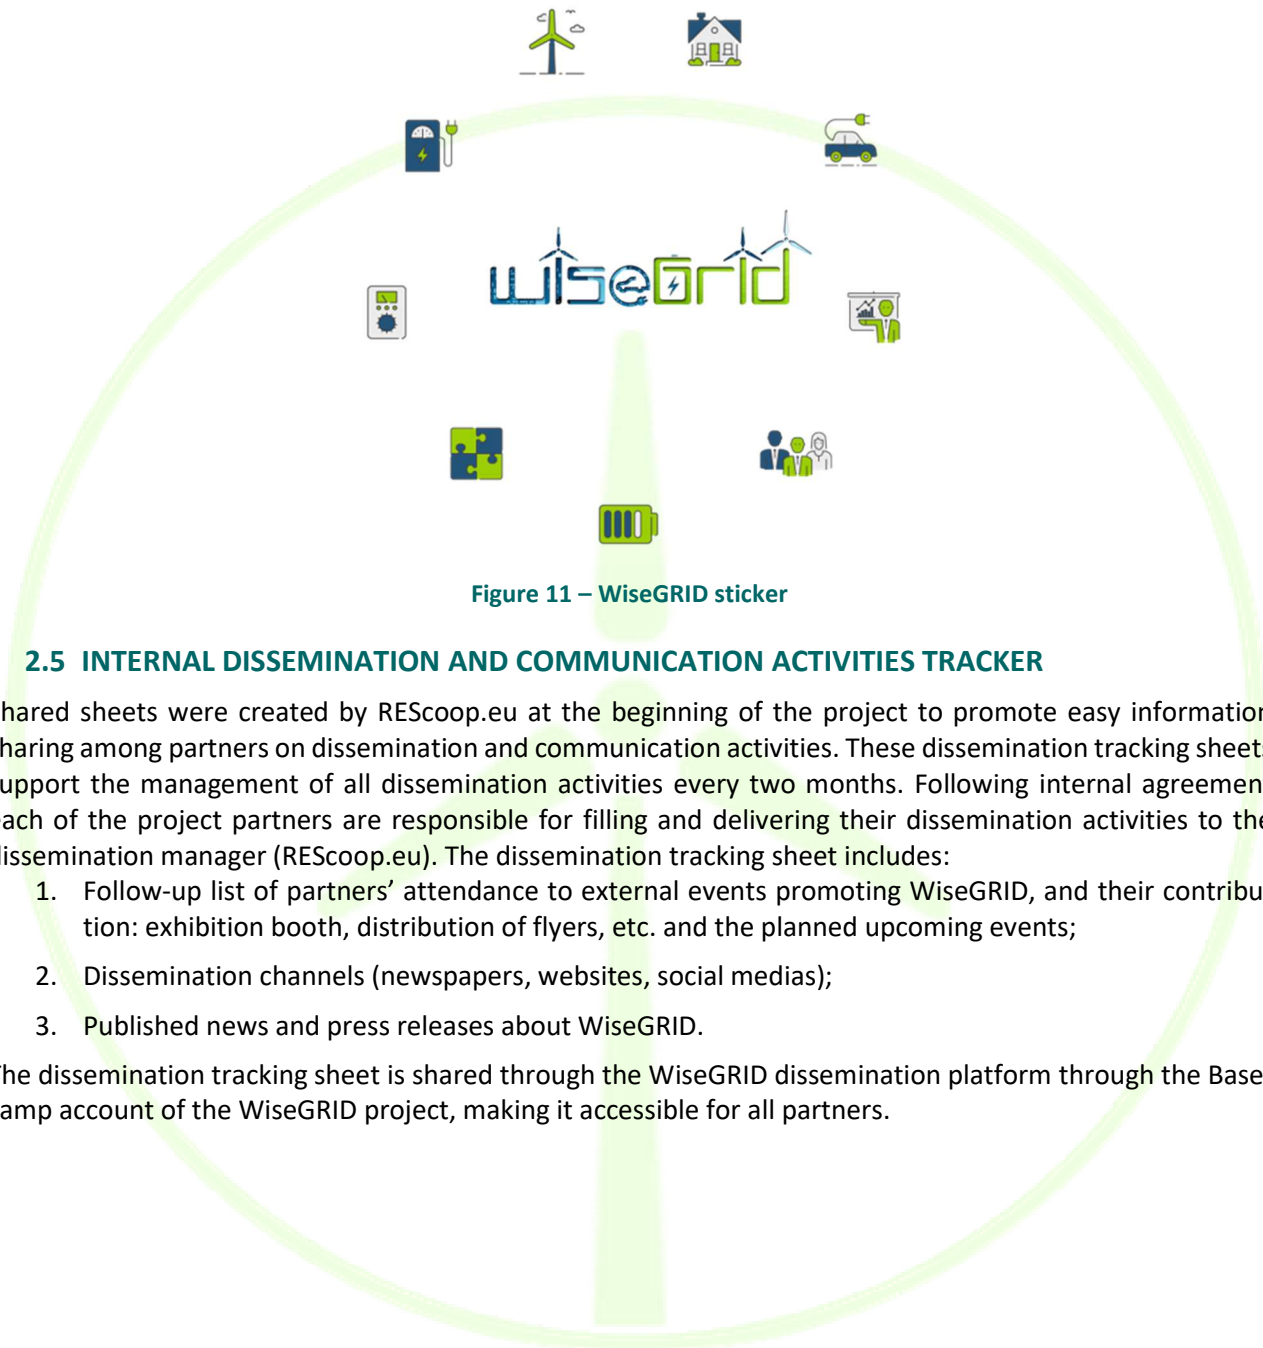 wiseGrid
Figure 11 – WiseGRID sticker
2.5 INTERNAL DISSEMINATION AND COMMUNICATION ACTIVITIES TRACKER
hared sheets were created by REScoop.eu at the beginning of the project to promote easy information
haring among partners on dissemination and communication activities. These dissemination tracking sheets
upport the management of all dissemination activities every two months. Following internal agreemen
each of the project partners are responsible for filling and delivering their dissemination activities to the
dissemination manager (REScoop.eu). The dissemination tracking sheet includes:
1. Follow-up list of partners’ attendance to external events promoting WiseGRID, and their contribu
tion: exhibition booth, distribution of flyers, etc. and the planned upcoming events;
2. Dissemination channels (newspapers, websites, social medias);
3. Published news and press releases about WiseGRID.
The dissemination tracking sheet is shared through the WiseGRID dissemination platform through the Base
amp account of the WiseGRID project, making it accessible for all partners.